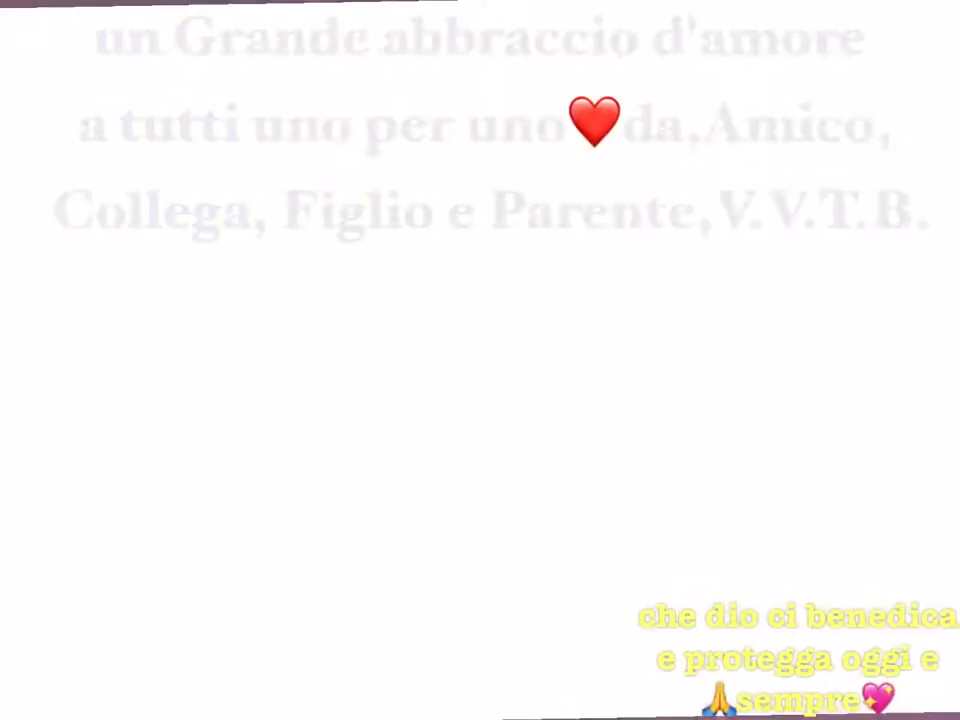 un Grande abbraccio d'amore
a tutti uno per uno❤️da,Amico,
Collega, Figlio e Parente,V.V.T.B.
che dio ci benedica
e protegga oggi e
🙏sempre💖